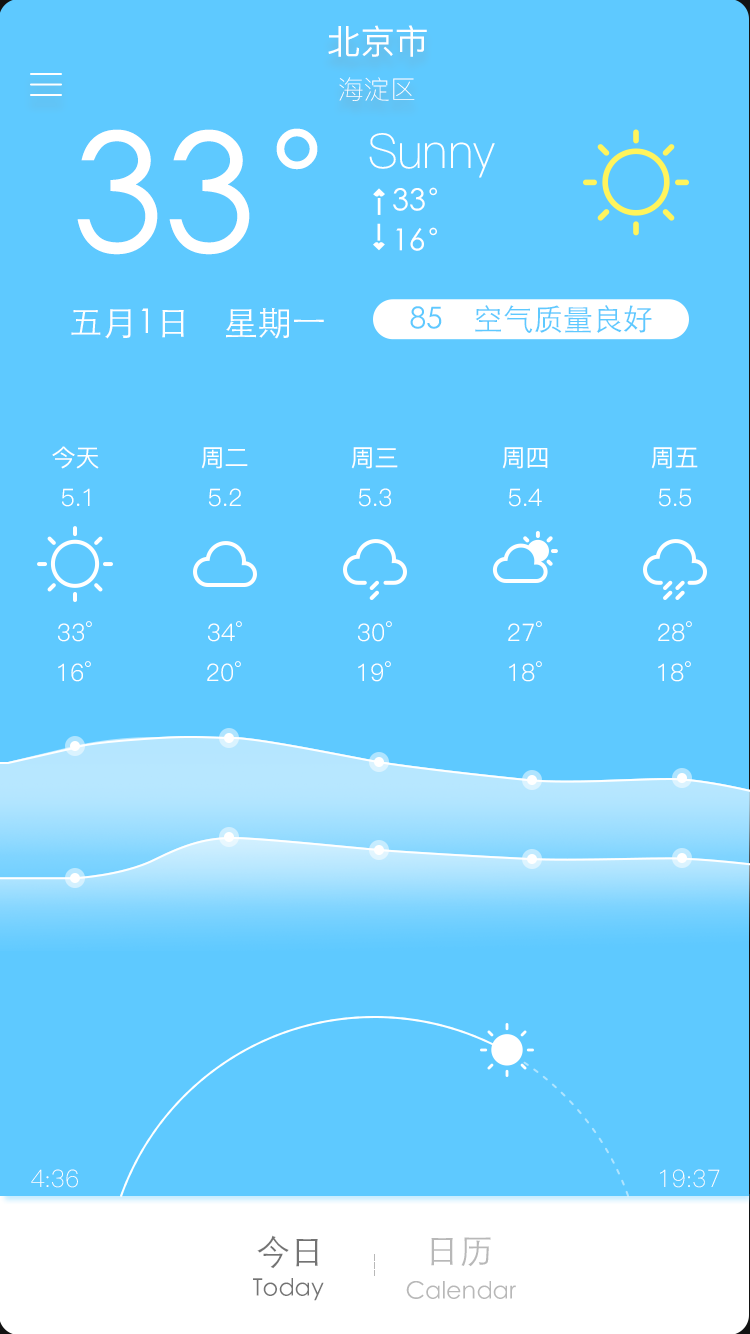 北京市
海淀区
33°
Sunny
33°
16°
五月1日 星期一
85 空气质量良好
今天 周二 周三 周四 周五
5.1 5.2 5.3 5.4 5.5
33° 34° 30° 27° 28°
16° 20° 19° 18° 18°
4:36 19:37
今日 日历
Today Calendar